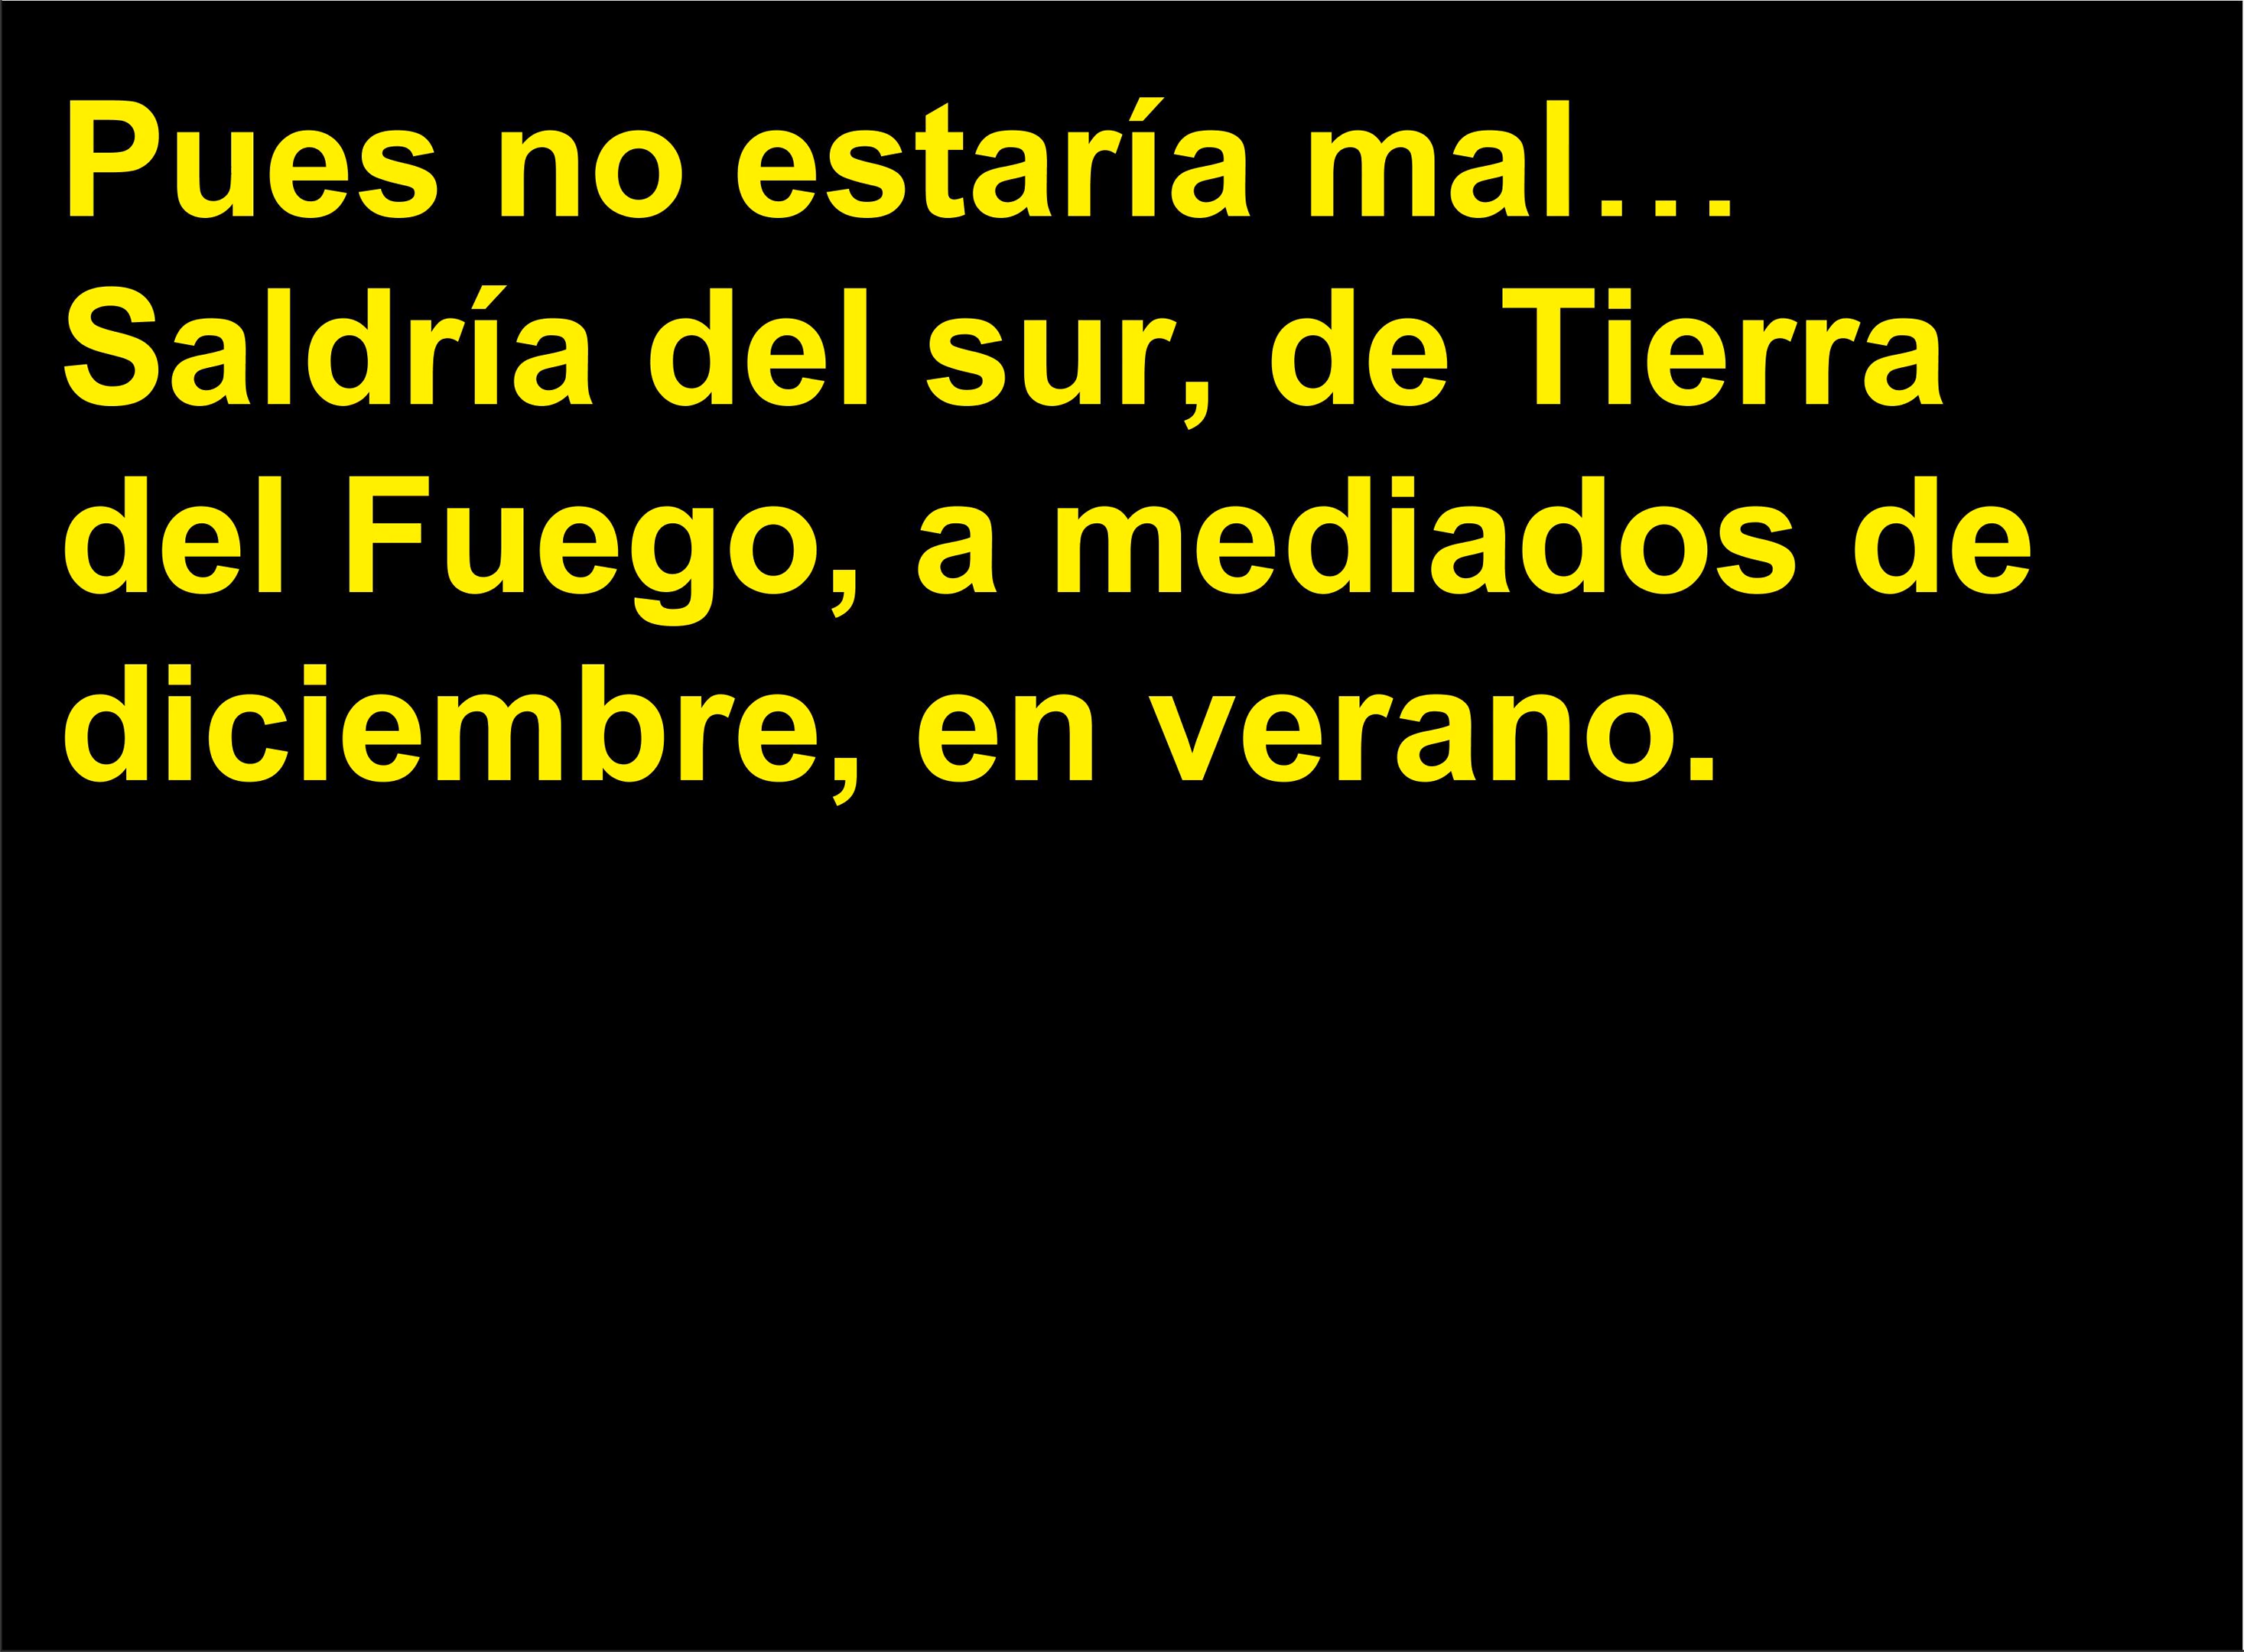 Pues no estaría mal…
Saldría del sur, de Tierra
del Fuego, a mediados de
diciembre, en verano.